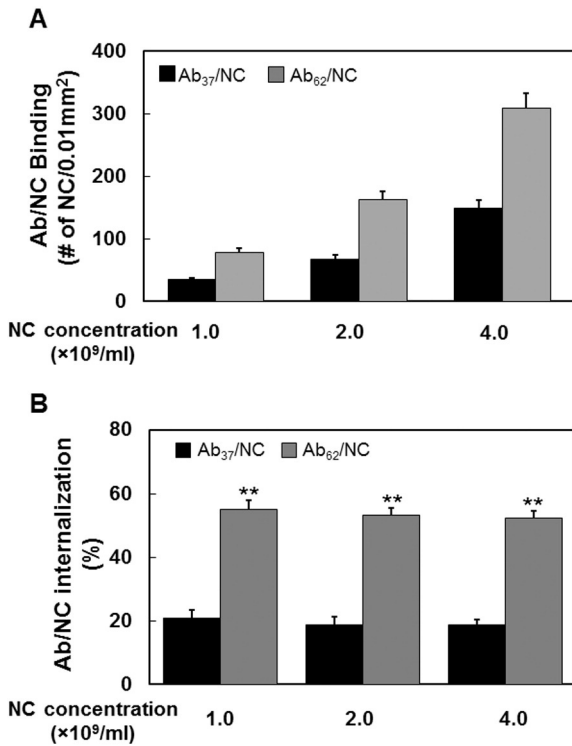 A
Ab/NC Binding
(# of NC/0.01mm²)
400
300
200
100
0
Ab₃₇/NC
Ab₆₂/NC
NC concentration
(×10⁹/ml)
1.0
2.0
4.0
B
Ab/NC internalization
(%)
80
60
40
20
0
Ab₃₇/NC
Ab₆₂/NC
**
**
**
NC concentration
(×10⁹/ml)
1.0
2.0
4.0